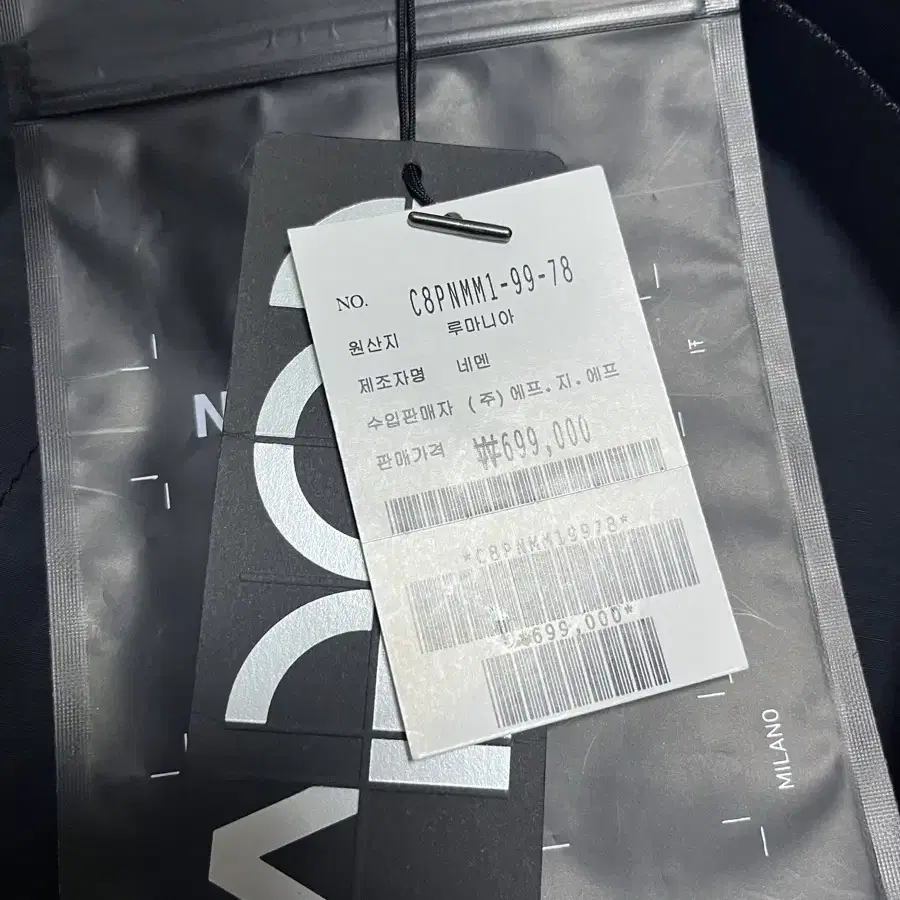 NO. C8PNMM1-99-78
원산지 루마니아
제조자명 네멘
수입판매자 (주)에프.지.에프
판매가격 ₩699,000
*C8PNMM19978*
*699,000*
N
IT
MILANO